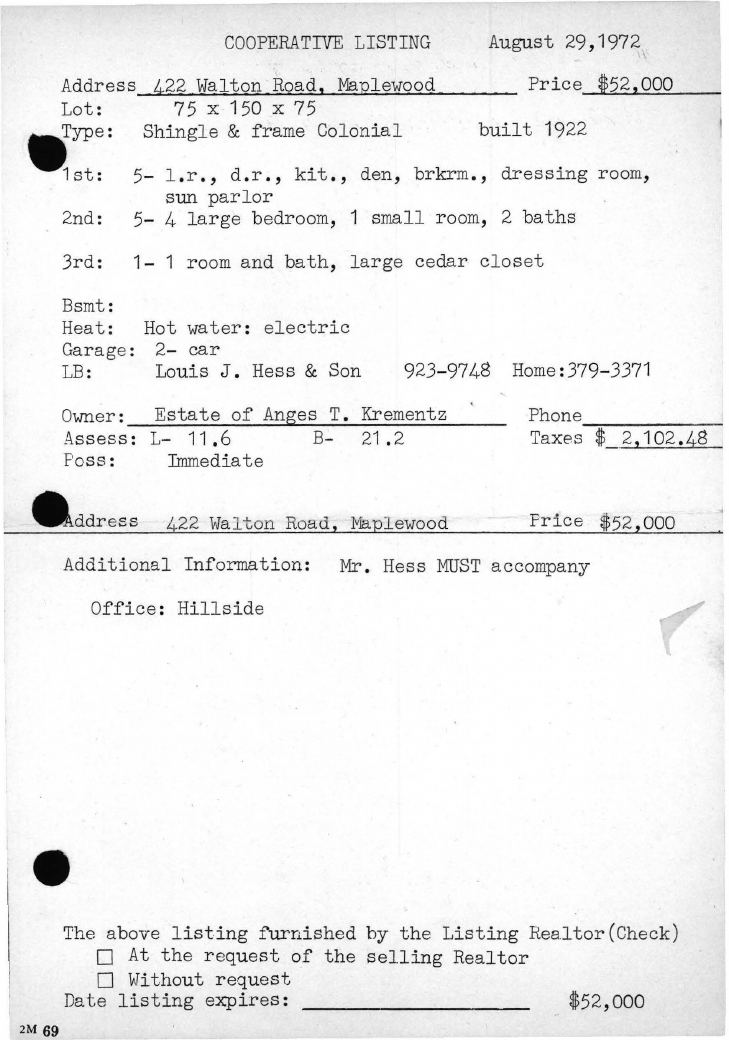 COOPERATIVE LISTING August 29,1972
Address 422 Walton Road, Maplewood Price $52,000
Lot: 75 x 150 x 75
Type: Shingle & frame Colonial built 1922
1st: 5- l.r., d.r., kit., den, brkrm., dressing room,
sun parlor
2nd: 5- 4 large bedroom, 1 small room, 2 baths
3rd: 1- 1 room and bath, large cedar closet
Bsmt:
Heat: Hot water: electric
Garage: 2- car
LB: Louis J. Hess & Son 923-9748 Home:379-3371
Owner: Estate of Anges T. Krementz Phone
Assess: L- 11.6 B- 21.2 Taxes $ 2,102.48
Poss: Immediate
Address 422 Walton Road, Maplewood Price $52,000
Additional Information: Mr. Hess MUST accompany
Office: Hillside
The above listing furnished by the Listing Realtor(Check)
☐ At the request of the selling Realtor
☐ Without request
Date listing expires: $52,000
2M 69